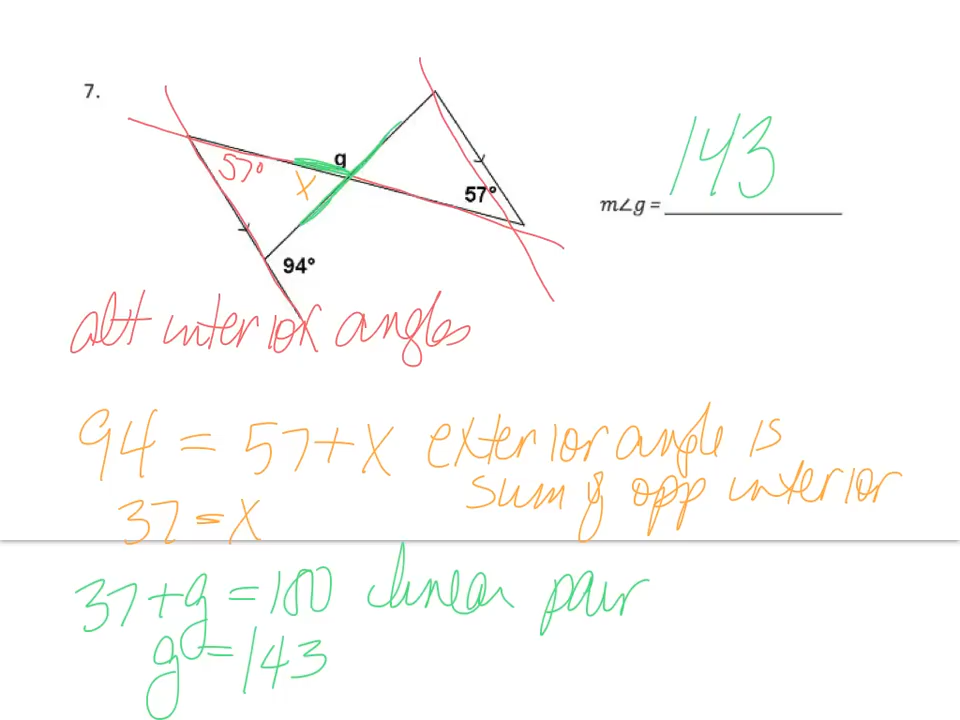 7.
g
57°
x
57°
94°
m∠g = 143
alt interior angles
94 = 57+x exterior angle is
sum of opp interior
37 = x
37+g = 180 linear pair
g = 143